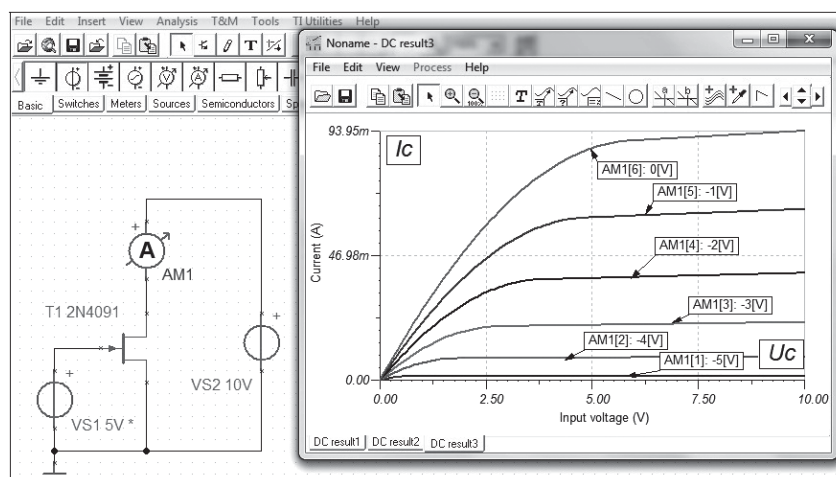 File Edit Insert View Analysis T&M Tools TI Utilities Help
Basic Switches Meters Sources Semiconductors
Noname - DC result3
File Edit View Process Help
93.95m
Ic
AM1[6]: 0[V]
AM1[5]: -1[V]
46.98m
AM1[4]: -2[V]
AM1[3]: -3[V]
AM1[2]: -4[V]
Uc
AM1[1]: -5[V]
Current (A)
0.00
0.00 2.50 5.00 7.50 10.00
Input voltage (V)
DC result1 DC result2 DC result3
+
A
AM1
T1 2N4091
+
VS2 10V
+
VS1 5V *